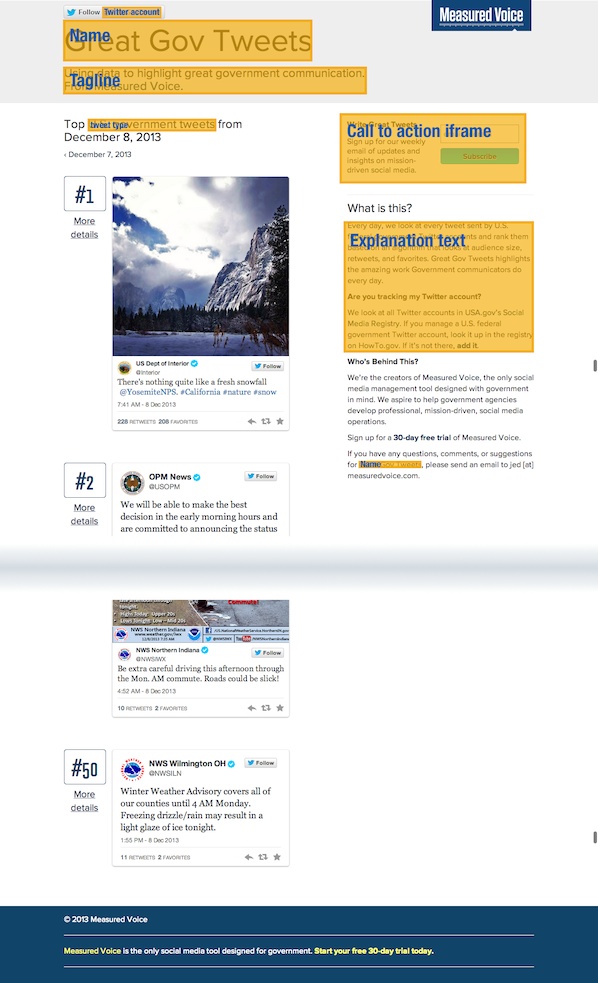 Follow Twitter account
Measured Voice
Name
Great Gov Tweets
Using data to highlight great government communication.
From Measured Voice.
Tagline
Top tweet type government tweets from
December 8, 2013
‹ December 7, 2013
#1
More
details
US Dept of Interior
@Interior
Follow
There's nothing quite like a fresh snowfall
@YosemiteNPS. #California #nature #snow
7:41 AM - 8 Dec 2013
228 RETWEETS 208 FAVORITES
#2
More
details
OPM News
@USOPM
Follow
We will be able to make the best
decision in the early morning hours and
are committed to announcing the status
tonight.
High Today: Upper 20s
Low Tonight: Low – Mid 20s
Commute!
NWS Northern Indiana
www.weather.gov/iwx
NWS Northern Indiana
@NWSIWX
Follow
Be extra careful driving this afternoon through
the Mon. AM commute. Roads could be slick!
4:52 AM - 8 Dec 2013
10 RETWEETS 2 FAVORITES
#50
More
details
NWS Wilmington OH
@NWSILN
Follow
Winter Weather Advisory covers all of
our counties until 4 AM Monday.
Freezing drizzle/rain may result in a
light glaze of ice tonight.
1:55 PM - 8 Dec 2013
11 RETWEETS 2 FAVORITES
Write Great Tweets
Call to action iframe
Sign up for our weekly
email of updates and
insights on mission-
driven social media.
Subscribe
What is this?
Every day, we look at every tweet sent by U.S.
Explanation text
accounts and rank them
based on an algorithm that looks at audience size,
retweets, and favorites. Great Gov Tweets highlights
the amazing work Government communicators do
every day.
Are you tracking my Twitter account?
We look at all Twitter accounts in USA.gov's Social
Media Registry. If you manage a U.S. federal
government Twitter account, look it up in the registry
on HowTo.gov. If it's not there, add it.
Who's Behind This?
We're the creators of Measured Voice, the only social
media management tool designed with government
in mind. We aspire to help government agencies
develop professional, mission-driven, social media
operations.
Sign up for a 30-day free trial of Measured Voice.
If you have any questions, comments, or suggestions
for Name Gov Tweets, please send an email to jed [at]
measuredvoice.com.
© 2013 Measured Voice
Measured Voice is the only social media tool designed for government. Start your free 30-day trial today.